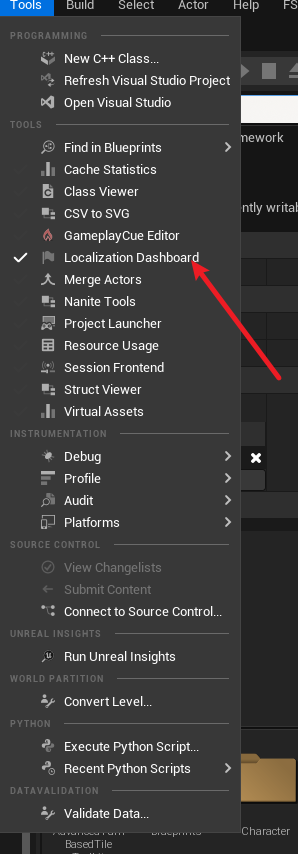 Tools Build Select Actor Help FS
PROGRAMMING
New C++ Class...
Refresh Visual Studio Project
Open Visual Studio
TOOLS
Find in Blueprints
mework
Cache Statistics
Class Viewer
ently writab
CSV to SVG
GameplayCue Editor
Localization Dashboard
Merge Actors
Nanite Tools
Project Launcher
Resource Usage
Session Frontend
Struct Viewer
Virtual Assets
INSTRUMENTATION
Debug
Profile
Audit
Platforms
SOURCE CONTROL
View Changelists
Submit Content
Connect to Source Control...
UNREAL INSIGHTS
Run Unreal Insights
WORLD PARTITION
Convert Level...
PYTHON
Execute Python Script...
Recent Python Scripts
DATAVALIDATION
Validate Data...
Character
BasedTile